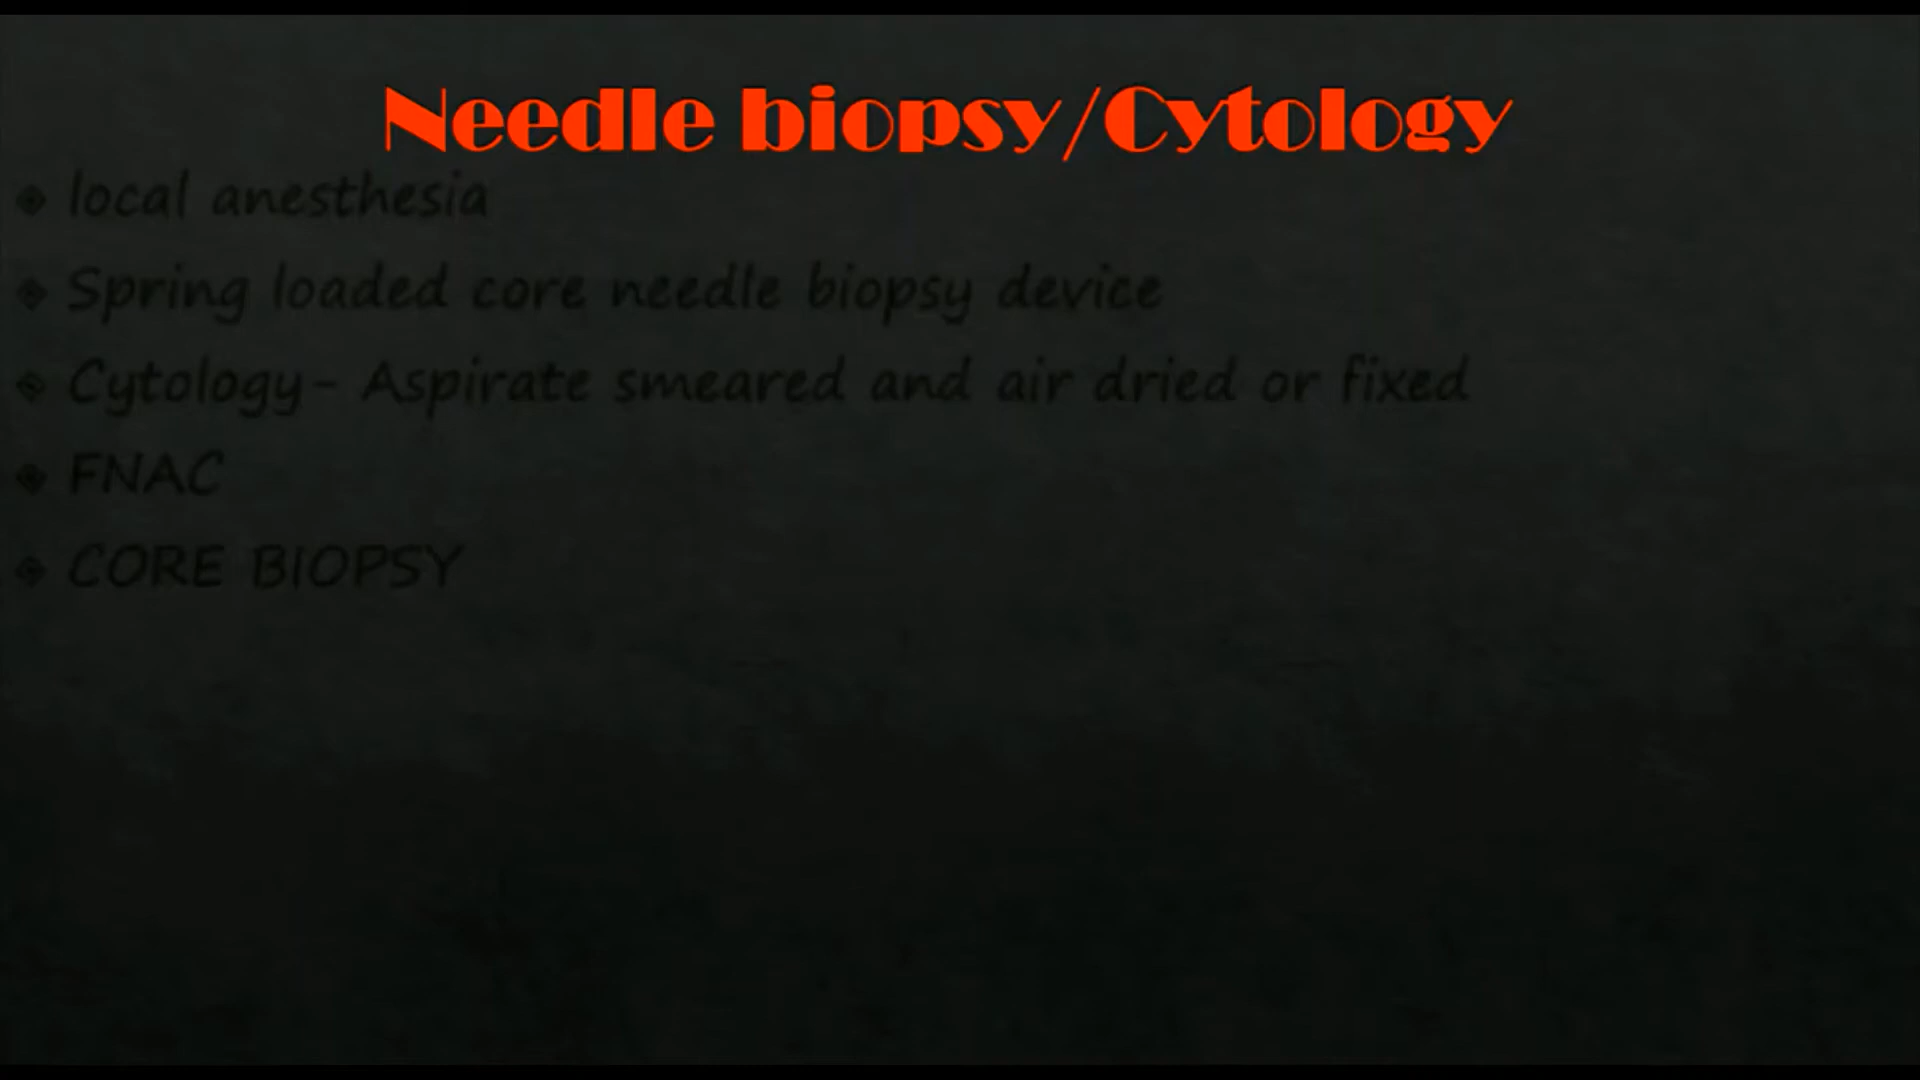 Needle biopsy/Cytology
local anesthesia
Spring loaded core needle biopsy device
Cytology- Aspirate smeared and air dried or fixed
FNAC
CORE BIOPSY